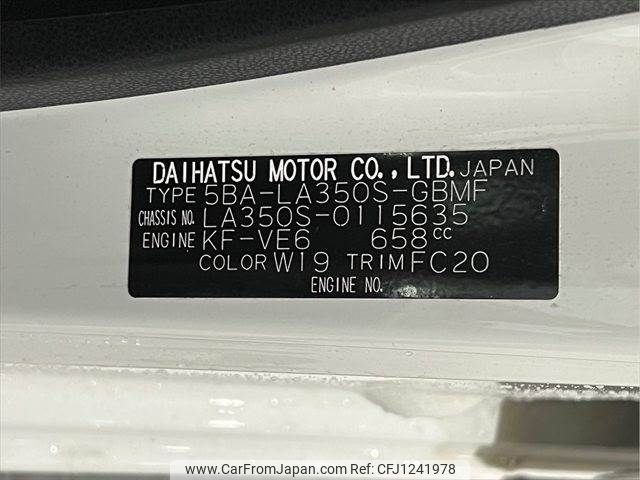 DAIHATSU MOTOR CO., LTD. JAPAN
TYPE 5BA-LA350S-GBMF
CHASSIS NO. LA350S-0115635
ENGINE KF-VE6 658cc
COLOR W19 TRIM FC20
ENGINE NO.
www.CarFromJapan.com | Photo ID: CFJ1241978